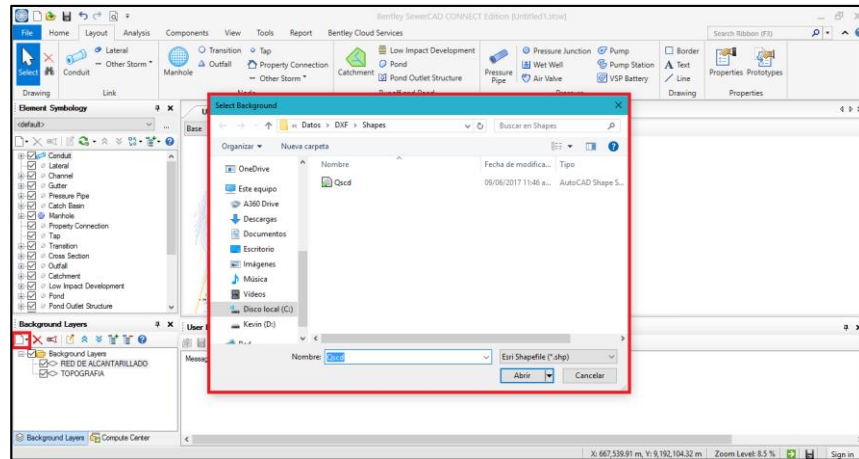 Bentley SewerCAD CONNECT Edition [Untitled1.stsw]
File Home Layout Analysis Components View Tools Report Bentley Cloud Services Search Ribbon (F3)
Select Conduit Lateral Other Storm Manhole Transition Tap Outfall Property Connection Other Storm Catchment Low Impact Development Pond Pond Outlet Structure Pressure Pipe Pressure Junction Pump Wet Well Pump Station Air Valve VSP Battery Border Text Line Properties Prototypes
Drawing Link Drawing Properties
Element Symbology
<default>
Conduit
Lateral
Channel
Gutter
Pressure Pipe
Catch Basin
Manhole
Property Connection
Tap
Transition
Cross Section
Outfall
Catchment
Low Impact Development
Pond
Pond Outlet Structure
Background Layers
Background Layers
RED DE ALCANTARILLADO
TOPOGRAFIA
Background Layers Compute Center
Base
Select Background
« Datos > DXF > Shapes Buscar en Shapes
Organizar Nueva carpeta
OneDrive
Este equipo
A360 Drive
Descargas
Documentos
Escritorio
Imágenes
Música
Vídeos
Disco local (C:)
Kevin (D:)
Nombre Fecha de modifica... Tipo
Qscd 09/06/2017 11:46 a... AutoCAD Shape S...
Nombre: Qscd Esri Shapefile (*.shp)
Abrir Cancelar
X: 667,539.91 m, Y: 9,192,104.32 m Zoom Level: 8.5 % Sign in